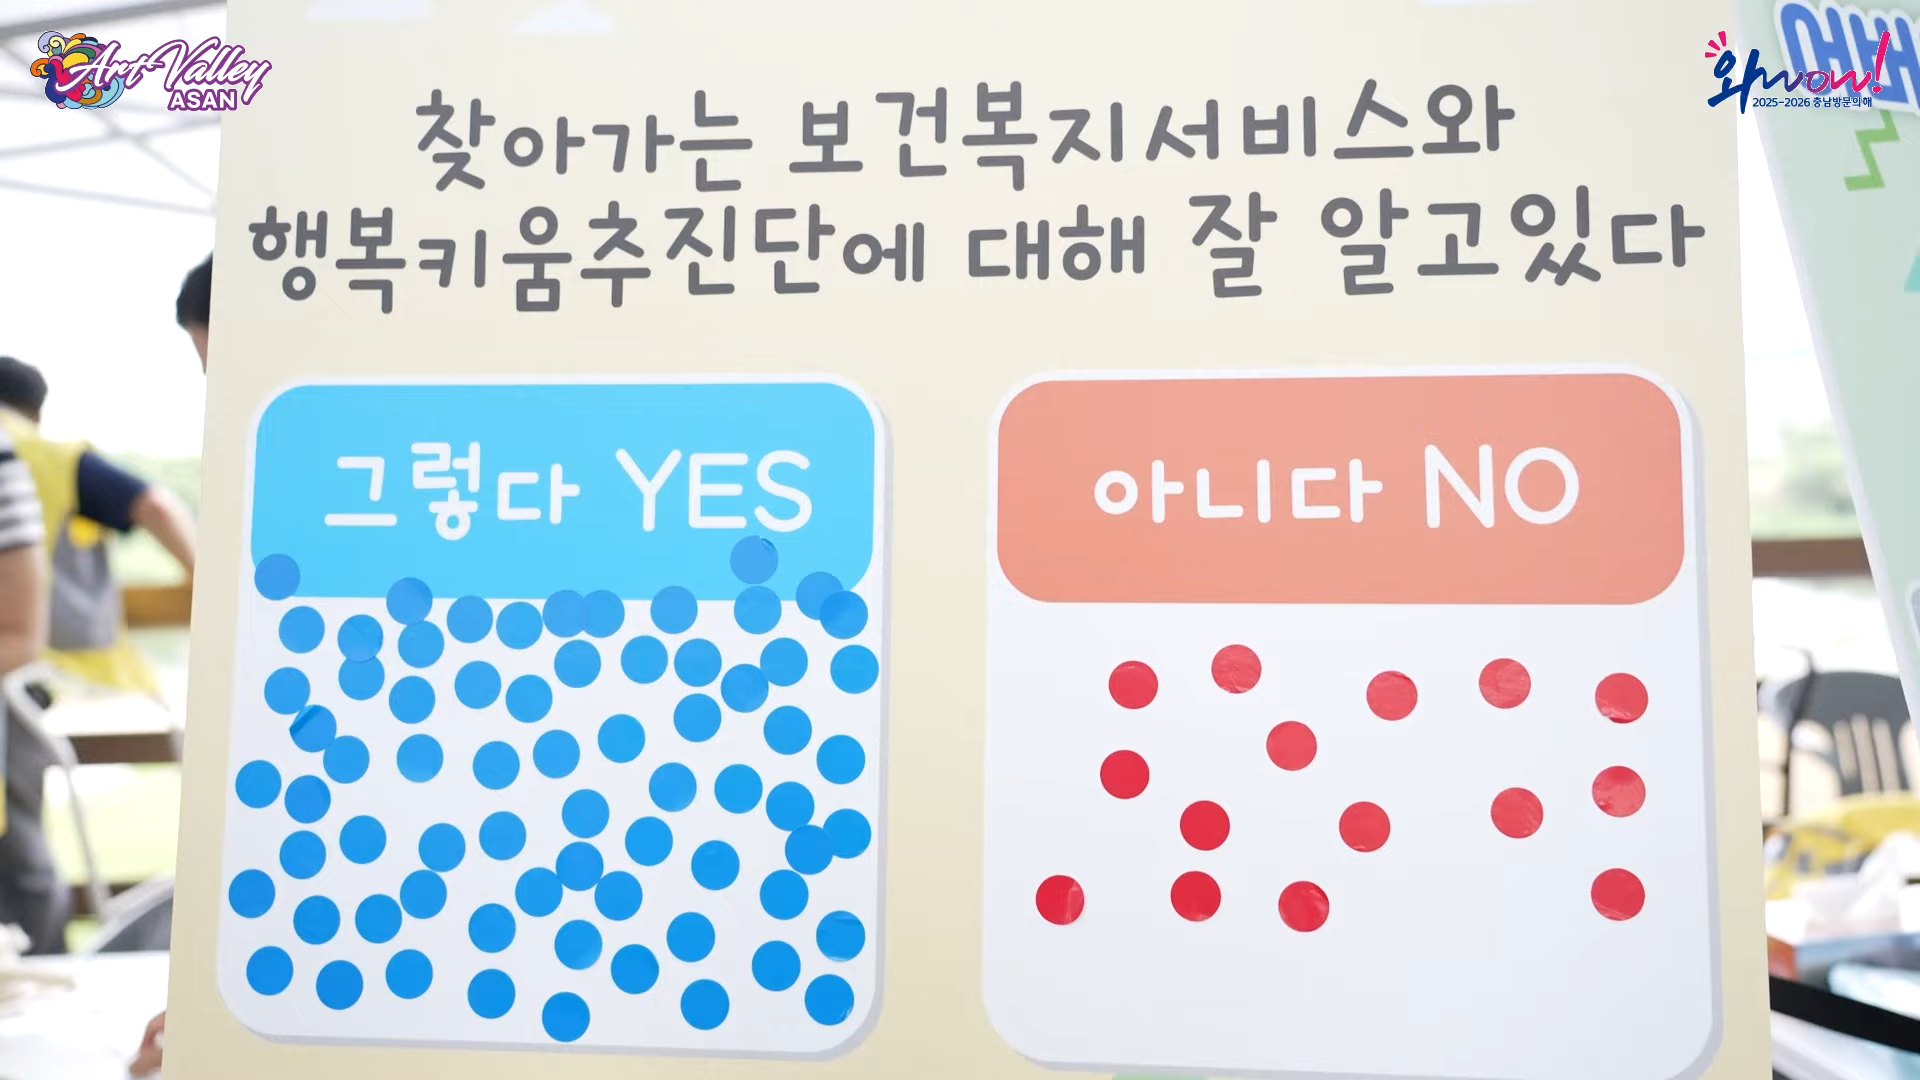 Art Valley
ASAN
와wow!
2025-2026 충남방문의해
찾아가는 보건복지서비스와
행복키움추진단에 대해 잘 알고있다
그렇다 YES
아니다 NO